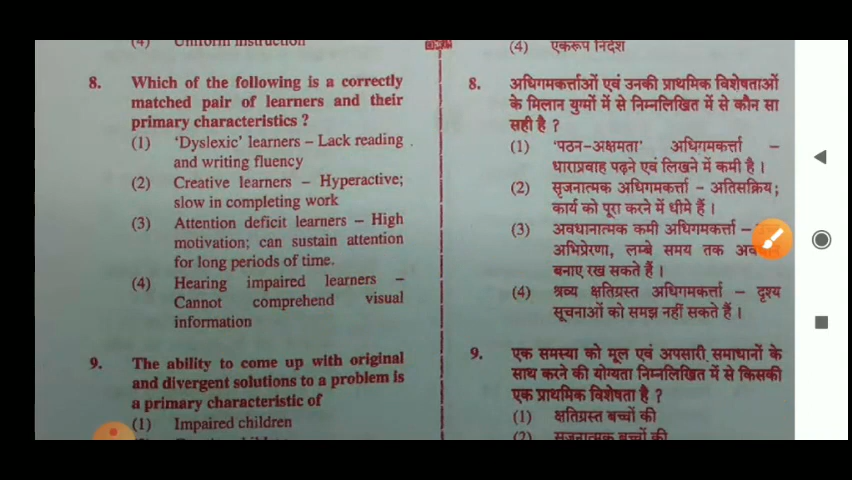 (4) Uniform instruction
8. Which of the following is a correctly
matched pair of learners and their
primary characteristics ?
(1) 'Dyslexic' learners – Lack reading
and writing fluency
(2) Creative learners – Hyperactive;
slow in completing work
(3) Attention deficit learners – High
motivation; can sustain attention
for long periods of time.
(4) Hearing impaired learners –
Cannot comprehend visual
information
9. The ability to come up with original
and divergent solutions to a problem is
a primary characteristic of
(1) Impaired children
(4) एकरूप निर्देश
8. अधिगमकर्त्ताओं एवं उनकी प्राथमिक विशेषताओं
के मिलान युग्मों में से निम्नलिखित में से कौन सा
सही है ?
(1) 'पठन–अक्षमता' अधिगमकर्त्ता –
धाराप्रवाह पढ़ने एवं लिखने में कमी है ।
(2) सृजनात्मक अधिगमकर्त्ता – अतिसक्रिय;
कार्य को पूरा करने में धीमे हैं ।
(3) अवधानात्मक कमी अधिगमकर्त्ता –
अभिप्रेरणा, लम्बे समय तक
बनाए रख सकते हैं ।
(4) श्रव्य क्षतिग्रस्त अधिगमकर्त्ता – दृश्य
सूचनाओं को समझ नहीं सकते हैं ।
9. एक समस्या को मूल एवं अपसारी समाधानों के
साथ करने की योग्यता निम्नलिखित में से किसकी
एक प्राथमिक विशेषता है ?
(1) क्षतिग्रस्त बच्चों की
(2) सृजनात्मक बच्चों की